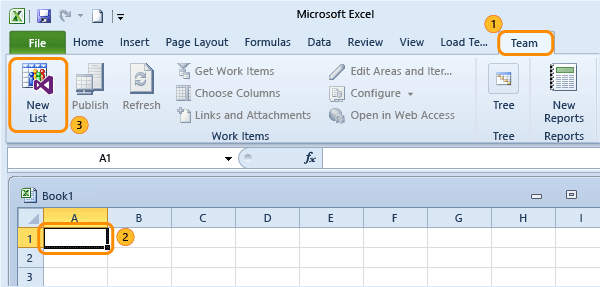 Microsoft Excel
1
File Home Insert Page Layout Formulas Data Review View Load Te... Team
New List
Publish
Refresh
Get Work Items
Choose Columns
Links and Attachments
Edit Areas and Iter...
Configure
Open in Web Access
Tree
New Reports
3
Work Items Tree Reports
A1 fx
Book1
A B C D E F G H I
1 2
2
3